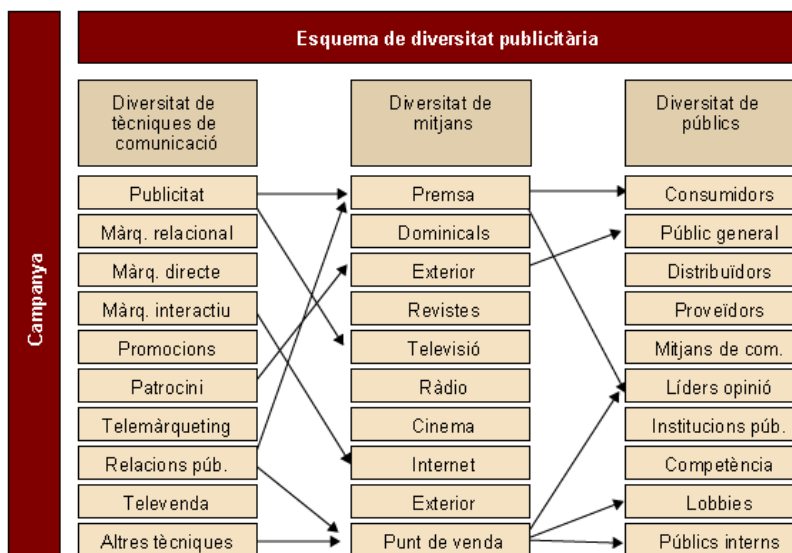 Campanya
Esquema de diversitat publicitària
Diversitat de
tècniques de
comunicació
Publicitat
Màrq. relacional
Màrq. directe
Màrq. interactiu
Promocions
Patrocini
Telemàrqueting
Relacions púb.
Televenda
Altres tècniques
Diversitat de
mitjans
Premsa
Dominicals
Exterior
Revistes
Televisió
Ràdio
Cinema
Internet
Exterior
Punt de venda
Diversitat de
públics
Consumidors
Públic general
Distribuïdors
Proveïdors
Mitjans de com.
Líders opinió
Institucions púb.
Competència
Lobbies
Públics interns